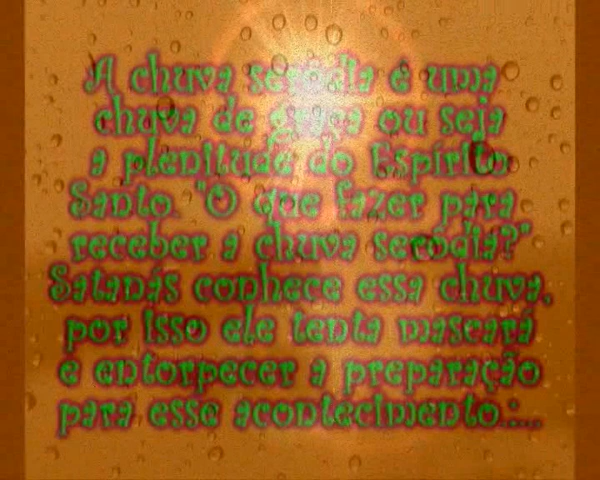 A chuva serôdia é uma
chuva de graça ou seja
a plenitude do Espírito
Santo. "O que fazer para
receber a chuva serôdia?"
Satanás conhece essa chuva,
por isso ele tenta mascará
e entorpecer a preparação
para esse acontecimento.:...